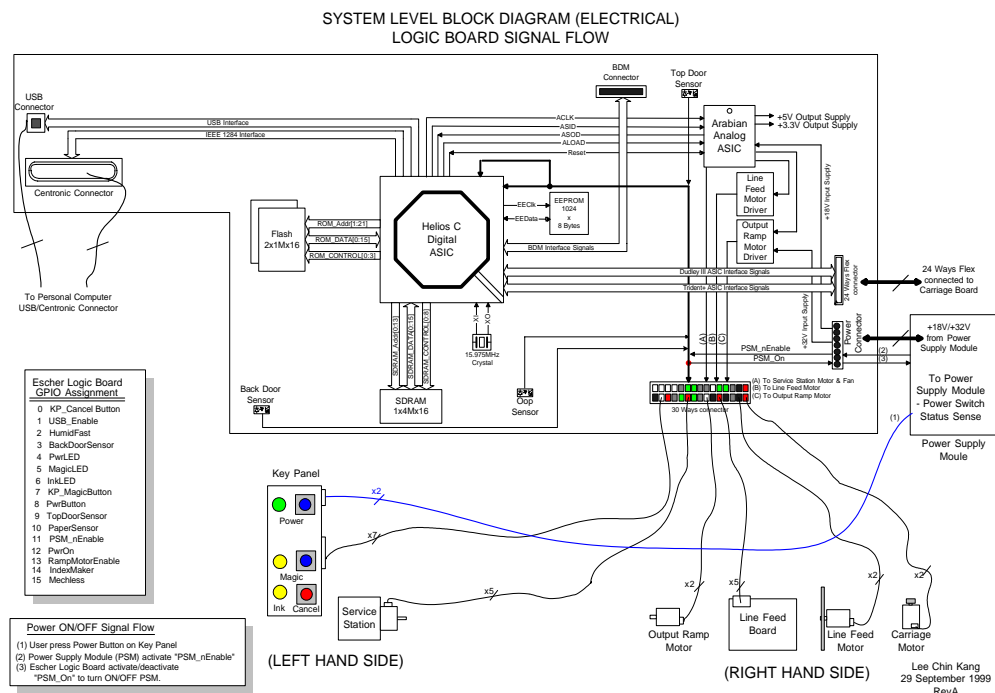 SYSTEM LEVEL BLOCK DIAGRAM (ELECTRICAL)
LOGIC BOARD SIGNAL FLOW
USB
Connector
BDM
Connector
Top Door
Sensor
USB Interface
IEEE 1284 Interface
Centronic Connector
ACLK
ASID
ASOD
ALOAD
Reset
Arabian
Analog
ASIC
+5V Output Supply
+3.3V Output Supply
Line
Feed
Motor
Driver
Output
Ramp
Motor
Driver
+18V Input Supply
+32V Input Supply
Flash
2x1Mx16
ROM_Addr[1:21]
ROM_DATA[0:15]
ROM_CONTROL[0:3]
Helios C
Digital
ASIC
EEClk
EEData
EEPROM
1024
x
8 Bytes
BDM Interface Signals
Dudley III ASIC Interface Signals
Trident+ ASIC Interface Signals
24 Ways Flex
connector
24 Ways Flex
connected to
Carriage Board
To Personal Computer
USB/Centronic Connector
SDRAM_Addr[0:13]
SDRAM_DATA[0:15]
SDRAM_CONTROL[0:8]
XI
XO
15.975MHz
Crystal
SDRAM
1x4Mx16
(A)
(B)
(C)
PSM_nEnable
PSM_On
Power
Connector
+18V/+32V
from Power
Supply Module
(2)
(3)
To Power
Supply Module
- Power Switch
Status Sense
(1)
Power Supply
Moule
Back Door
Sensor
Oop
Sensor
30 Ways connector
(A) To Service Station Motor & Fan
(B) To Line Feed Motor
(C) To Output Ramp Motor
Escher Logic Board
GPIO Assignment
0 KP_Cancel Button
1 USB_Enable
2 HumidFast
3 BackDoorSensor
4 PwrLED
5 MagicLED
6 InkLED
7 KP_MagicButton
8 PwrButton
9 TopDoorSensor
10 PaperSensor
11 PSM_nEnable
12 PwrOn
13 RampMotorEnable
14 IndexMaker
15 Mechless
Key Panel
Power
Magic
Ink
Cancel
x2
x7
x5
x2
x5
x2
x2
Service
Station
Output Ramp
Motor
Line Feed
Board
Line Feed
Motor
Carriage
Motor
(LEFT HAND SIDE)
(RIGHT HAND SIDE)
Power ON/OFF Signal Flow
(1) User press Power Button on Key Panel
(2) Power Supply Module (PSM) activate "PSM_nEnable"
(3) Escher Logic Board activate/deactivate
"PSM_On" to turn ON/OFF PSM.
Lee Chin Kang
29 September 1999
RevA